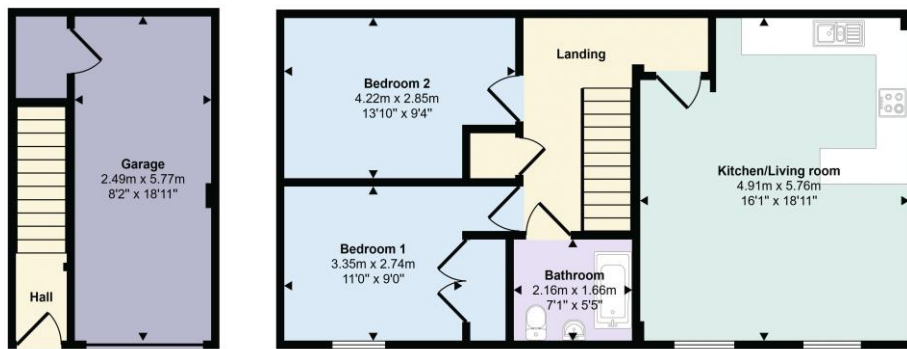 Garage
2.49m x 5.77m
8'2" x 18'11"
Hall
Bedroom 2
4.22m x 2.85m
13'10" x 9'4"
Landing
Kitchen/Living room
4.91m x 5.76m
16'1" x 18'11"
Bedroom 1
3.35m x 2.74m
11'0" x 9'0"
Bathroom
2.16m x 1.66m
7'1" x 5'5"